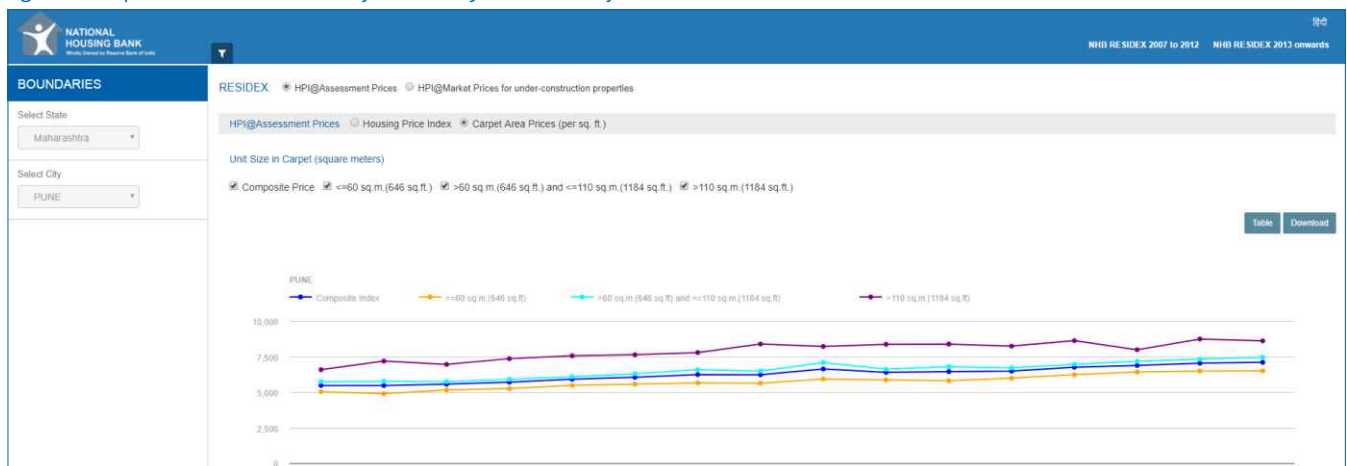 NATIONAL
HOUSING BANK
हिंदी
NHB RESIDEX 2007 to 2012 NHB RESIDEX 2013 onwards
BOUNDARIES
RESIDEX: HPI@Assessment Prices HPI@Market Prices for under-construction properties
Select State
Maharashtra
HPI@Assessment Prices Housing Price Index Carpet Area Prices (per sq. ft.)
Unit Size in Carpet (square meters)
Select City
PUNE
Composite Price <=60 sq.m.(646 sq.ft.) >60 sq.m.(646 sq.ft.) and <=110 sq.m.(1184 sq.ft.) >110 sq.m.(1184 sq.ft.)
Table Download
PUNE
Composite Index <=60 sq.m.(646 sq.ft) >60 sq.m.(646 sq.ft) and <=110 sq.m.(1184 sq.ft) >110 sq.m.(1184 sq.ft)
10,000
7,500
5,000
2,500
0